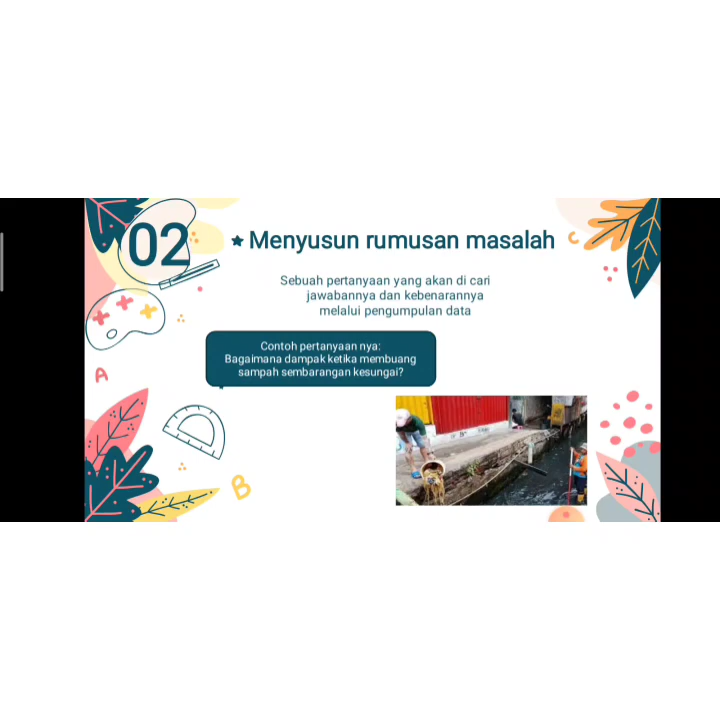 02
Menyusun rumusan masalah
Sebuah pertanyaan yang akan di cari
jawabannya dan kebenarannya
melalui pengumpulan data
Contoh pertanyaan nya:
Bagaimana dampak ketika membuang
sampah sembarangan kesungai?
C
A
B